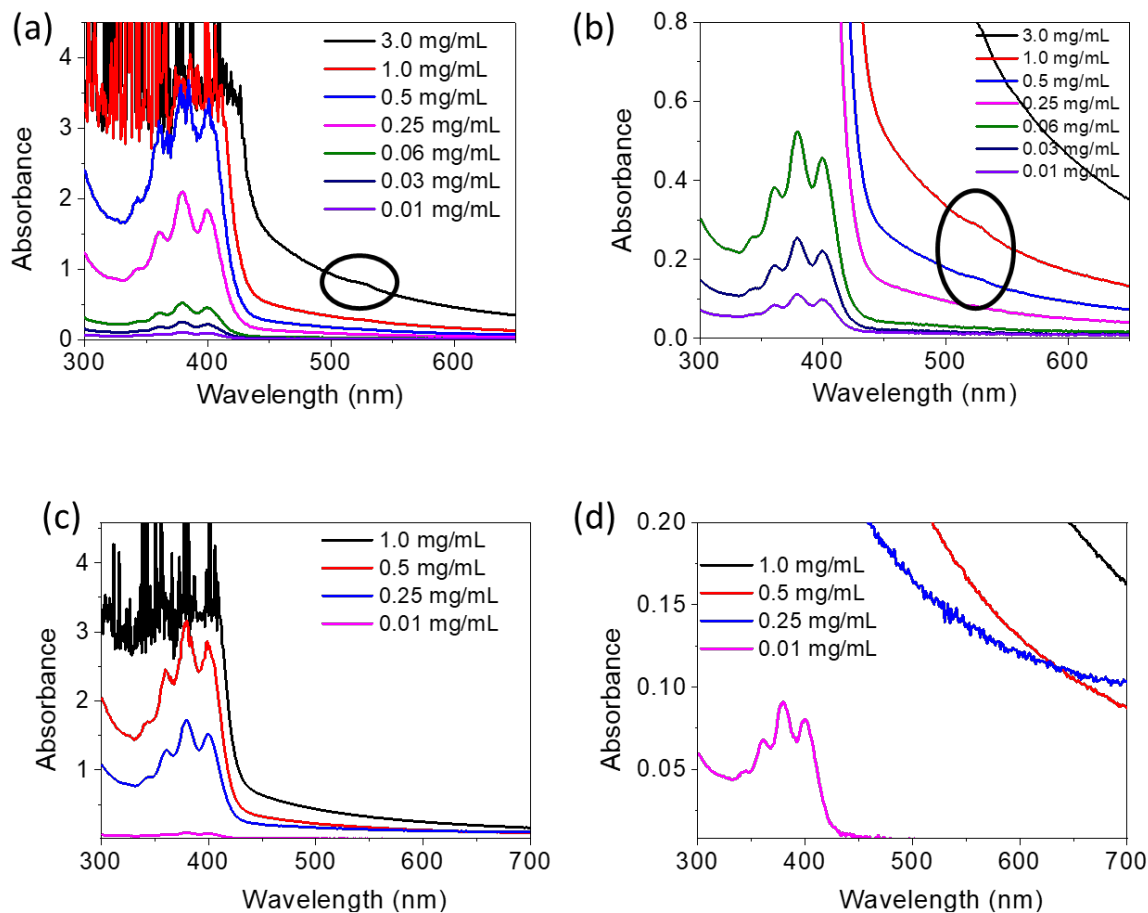 (a)
Absorbance
4
3
2
1
0
300
400
500
600
Wavelength (nm)
3.0 mg/mL
1.0 mg/mL
0.5 mg/mL
0.25 mg/mL
0.06 mg/mL
0.03 mg/mL
0.01 mg/mL
(b)
Absorbance
0.8
0.6
0.4
0.2
0.0
300
400
500
600
Wavelength (nm)
3.0 mg/mL
1.0 mg/mL
0.5 mg/mL
0.25 mg/mL
0.06 mg/mL
0.03 mg/mL
0.01 mg/mL
(c)
Absorbance
4
3
2
1
300
400
500
600
700
Wavelength (nm)
1.0 mg/mL
0.5 mg/mL
0.25 mg/mL
0.01 mg/mL
(d)
Absorbance
0.20
0.15
0.10
0.05
300
400
500
600
700
Wavelength (nm)
1.0 mg/mL
0.5 mg/mL
0.25 mg/mL
0.01 mg/mL